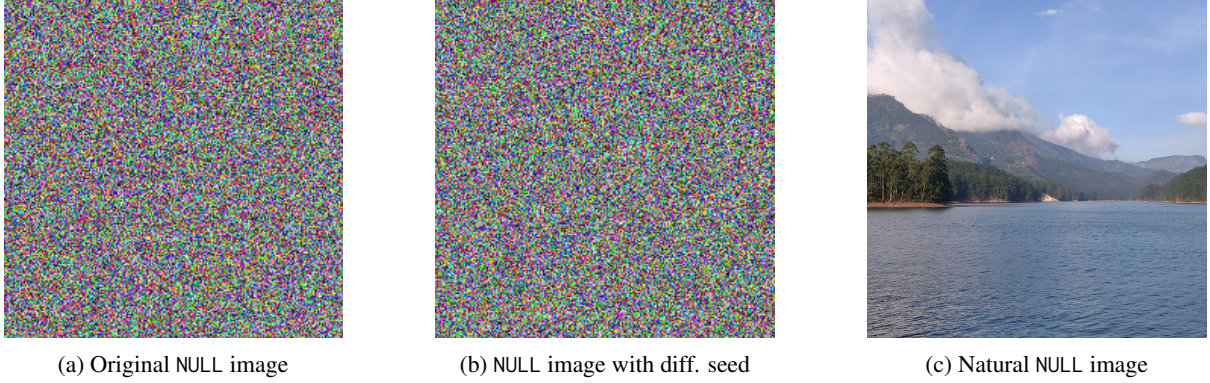 (a) Original NULL image
(b) NULL image with diff. seed
(c) Natural NULL image